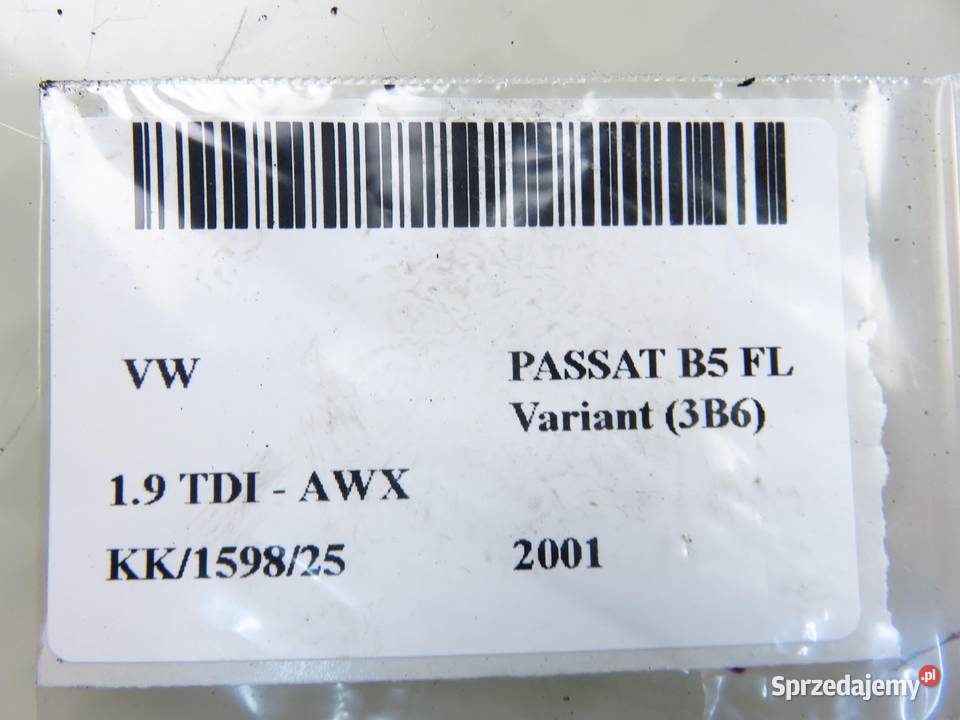 VW
PASSAT B5 FL
Variant (3B6)
1.9 TDI - AWX
KK/1598/25
2001
Sprzedajemy.pl